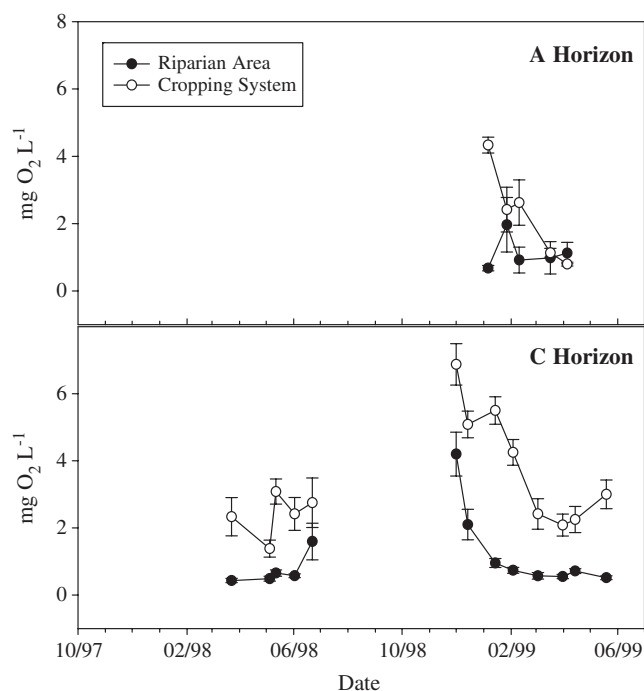 8
6
4
2
0
mg O₂ L⁻¹
Riparian Area
Cropping System
A Horizon
6
4
2
0
mg O₂ L⁻¹
C Horizon
10/97 02/98 06/98 10/98 02/99 06/99
Date